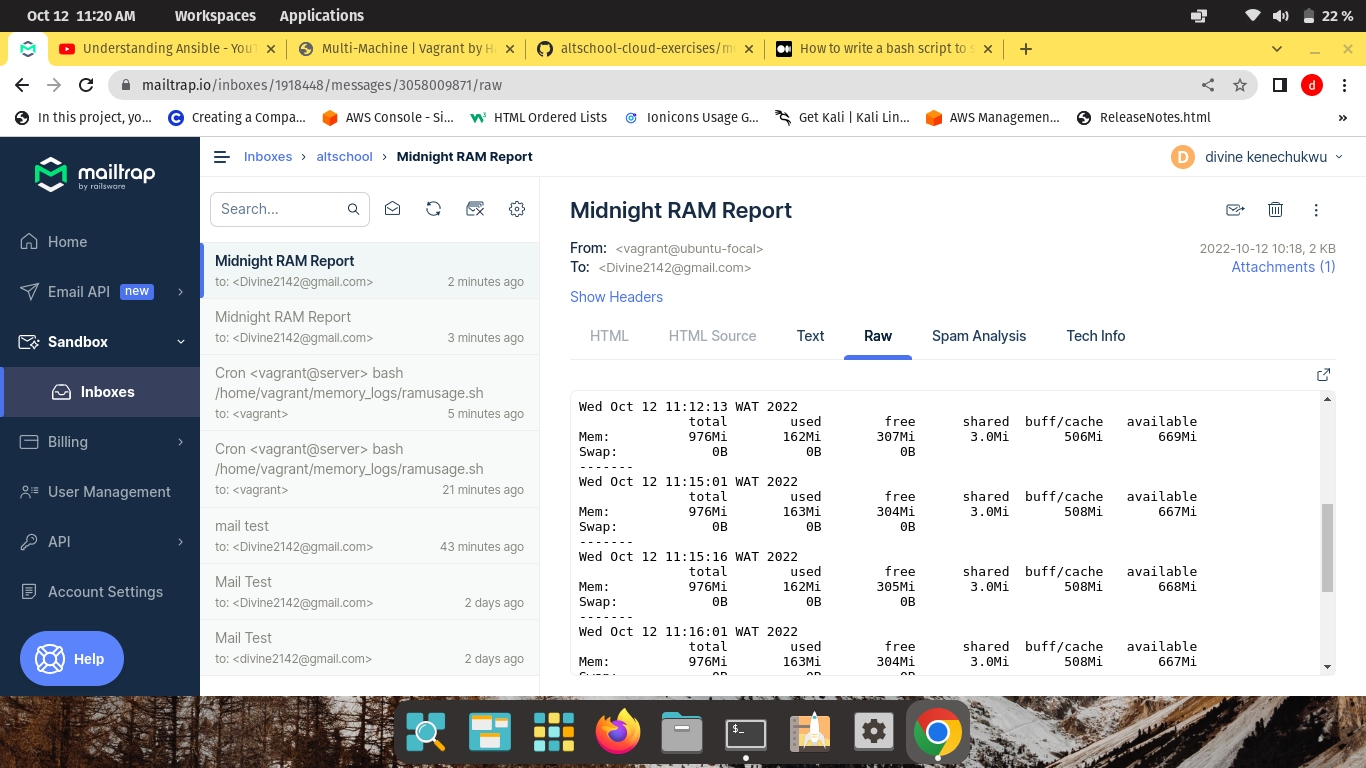 Oct 12 11:20 AM Workspaces Applications 22 %
Understanding Ansible - You Multi-Machine | Vagrant by H altschool-cloud-exercises/m How to write a bash script to s
mailtrap.io/inboxes/1918448/messages/3058009871/raw d
In this project, yo... Creating a Compa... AWS Console - Si... HTML Ordered Lists Ionicons Usage G... Get Kali | Kali Lin... AWS Managemen... ReleaseNotes.html »
mailtrap
by railsware
Home
Email API new
Sandbox
Inboxes
Billing
User Management
API
Account Settings
Help
Inboxes › altschool › Midnight RAM Report
D divine kenechukwu
Search...
Midnight RAM Report
to: <Divine2142@gmail.com> 2 minutes ago
Midnight RAM Report
to: <Divine2142@gmail.com> 3 minutes ago
Cron <vagrant@server> bash
/home/vagrant/memory_logs/ramusage.sh
to: <vagrant> 5 minutes ago
Cron <vagrant@server> bash
/home/vagrant/memory_logs/ramusage.sh
to: <vagrant> 21 minutes ago
mail test
to: <Divine2142@gmail.com> 43 minutes ago
Mail Test
to: <Divine2142@gmail.com> 2 days ago
Mail Test
to: <divine2142@gmail.com> 2 days ago
Midnight RAM Report
From: <vagrant@ubuntu-focal> 2022-10-12 10:18, 2 KB
To: <Divine2142@gmail.com> Attachments (1)
Show Headers
HTML HTML Source Text Raw Spam Analysis Tech Info
Wed Oct 12 11:12:13 WAT 2022
total used free shared buff/cache available
Mem: 976Mi 162Mi 307Mi 3.0Mi 506Mi 669Mi
Swap: 0B 0B 0B
-------
Wed Oct 12 11:15:01 WAT 2022
total used free shared buff/cache available
Mem: 976Mi 163Mi 304Mi 3.0Mi 508Mi 667Mi
Swap: 0B 0B 0B
-------
Wed Oct 12 11:15:16 WAT 2022
total used free shared buff/cache available
Mem: 976Mi 162Mi 305Mi 3.0Mi 508Mi 668Mi
Swap: 0B 0B 0B
-------
Wed Oct 12 11:16:01 WAT 2022
total used free shared buff/cache available
Mem: 976Mi 163Mi 304Mi 3.0Mi 508Mi 667Mi
Swap: 0B 0B 0B
$_